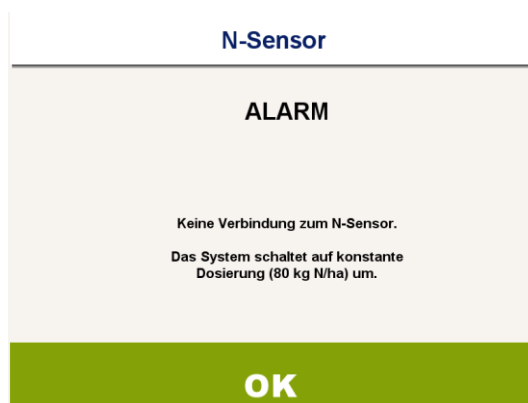 N-Sensor
ALARM
Keine Verbindung zum N-Sensor.
Das System schaltet auf konstante
Dosierung (80 kg N/ha) um.
OK